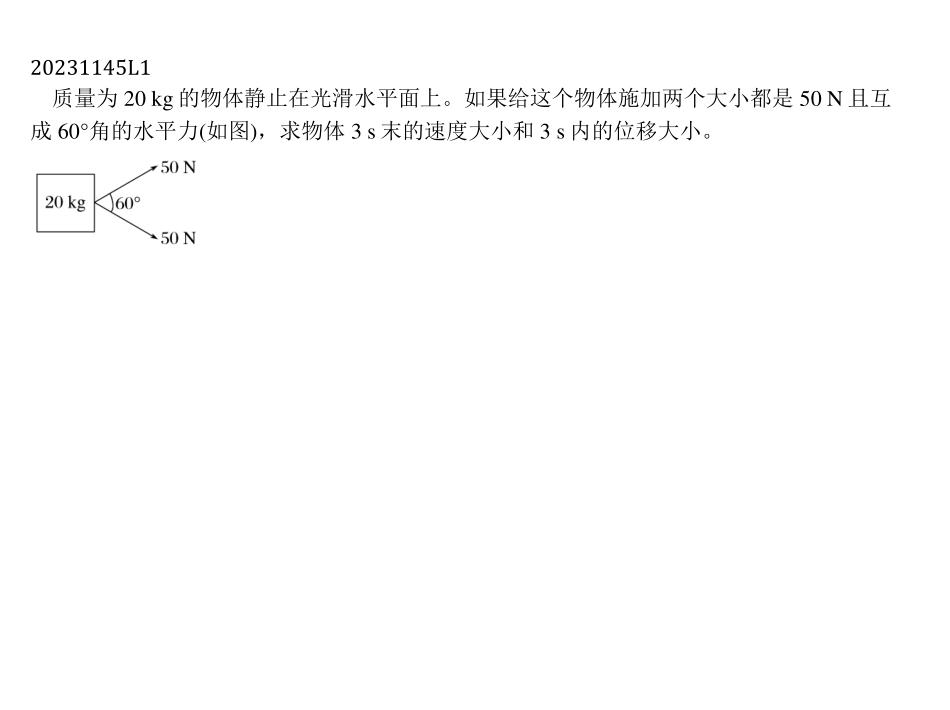 20231145L1
质量为 20 kg 的物体静止在光滑水平面上。如果给这个物体施加两个大小都是 50 N 且互
成 60°角的水平力(如图)，求物体 3 s 末的速度大小和 3 s 内的位移大小。
50 N
20 kg
60°
50 N